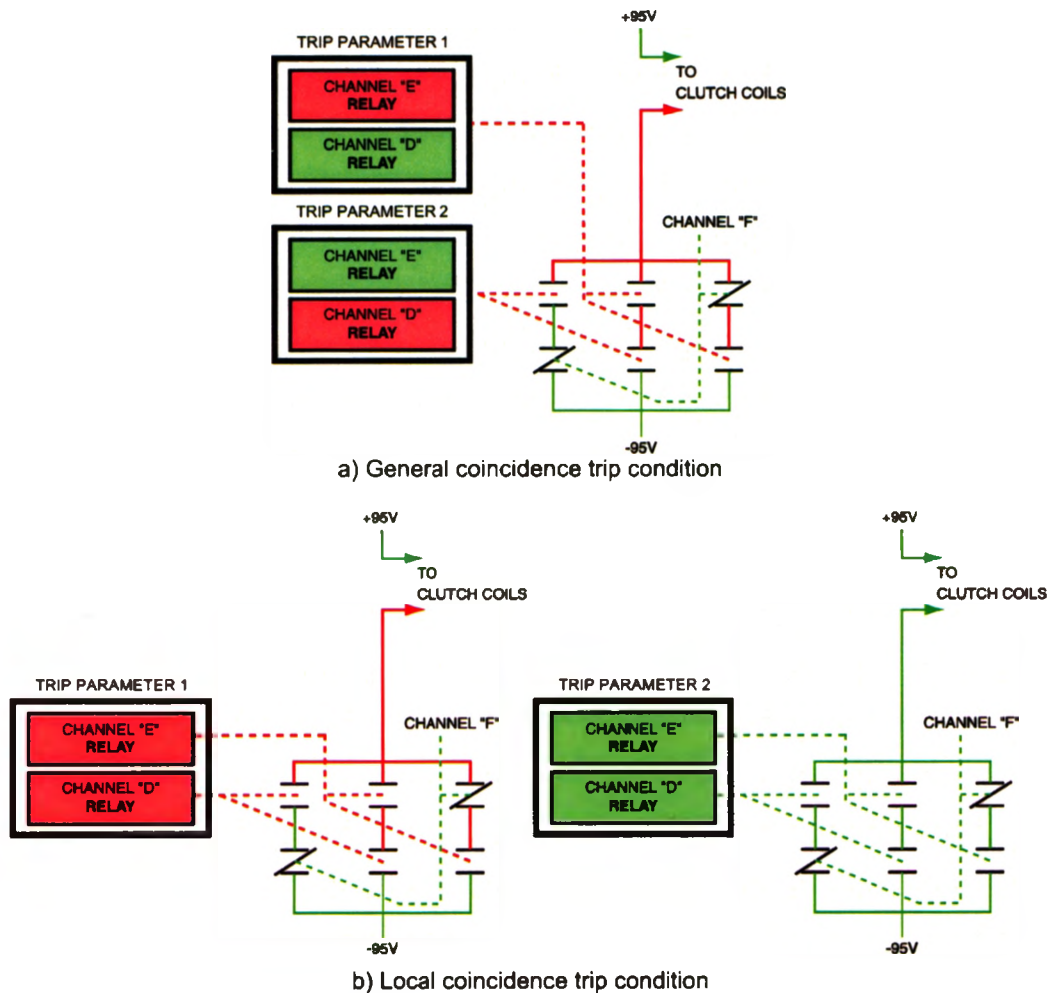 +95V
TRIP PARAMETER 1
TO
CLUTCH COILS
CHANNEL "E"
RELAY
CHANNEL "D"
RELAY
TRIP PARAMETER 2
CHANNEL "F"
CHANNEL "E"
RELAY
CHANNEL "D"
RELAY
-95V
a) General coincidence trip condition
+95V
TO
CLUTCH COILS
TRIP PARAMETER 1
CHANNEL "F"
CHANNEL "E"
RELAY
CHANNEL "D"
RELAY
-95V
+95V
TO
CLUTCH COILS
TRIP PARAMETER 2
CHANNEL "F"
CHANNEL "E"
RELAY
CHANNEL "D"
RELAY
-95V
b) Local coincidence trip condition